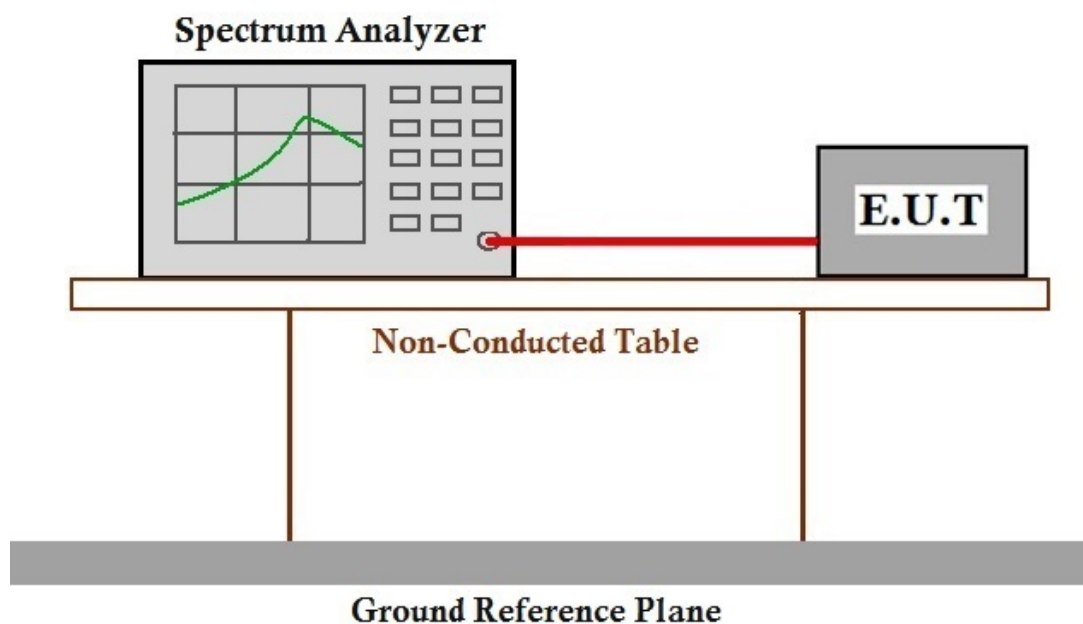 Spectrum Analyzer
E.U.T
Non-Conducted Table
Ground Reference Plane